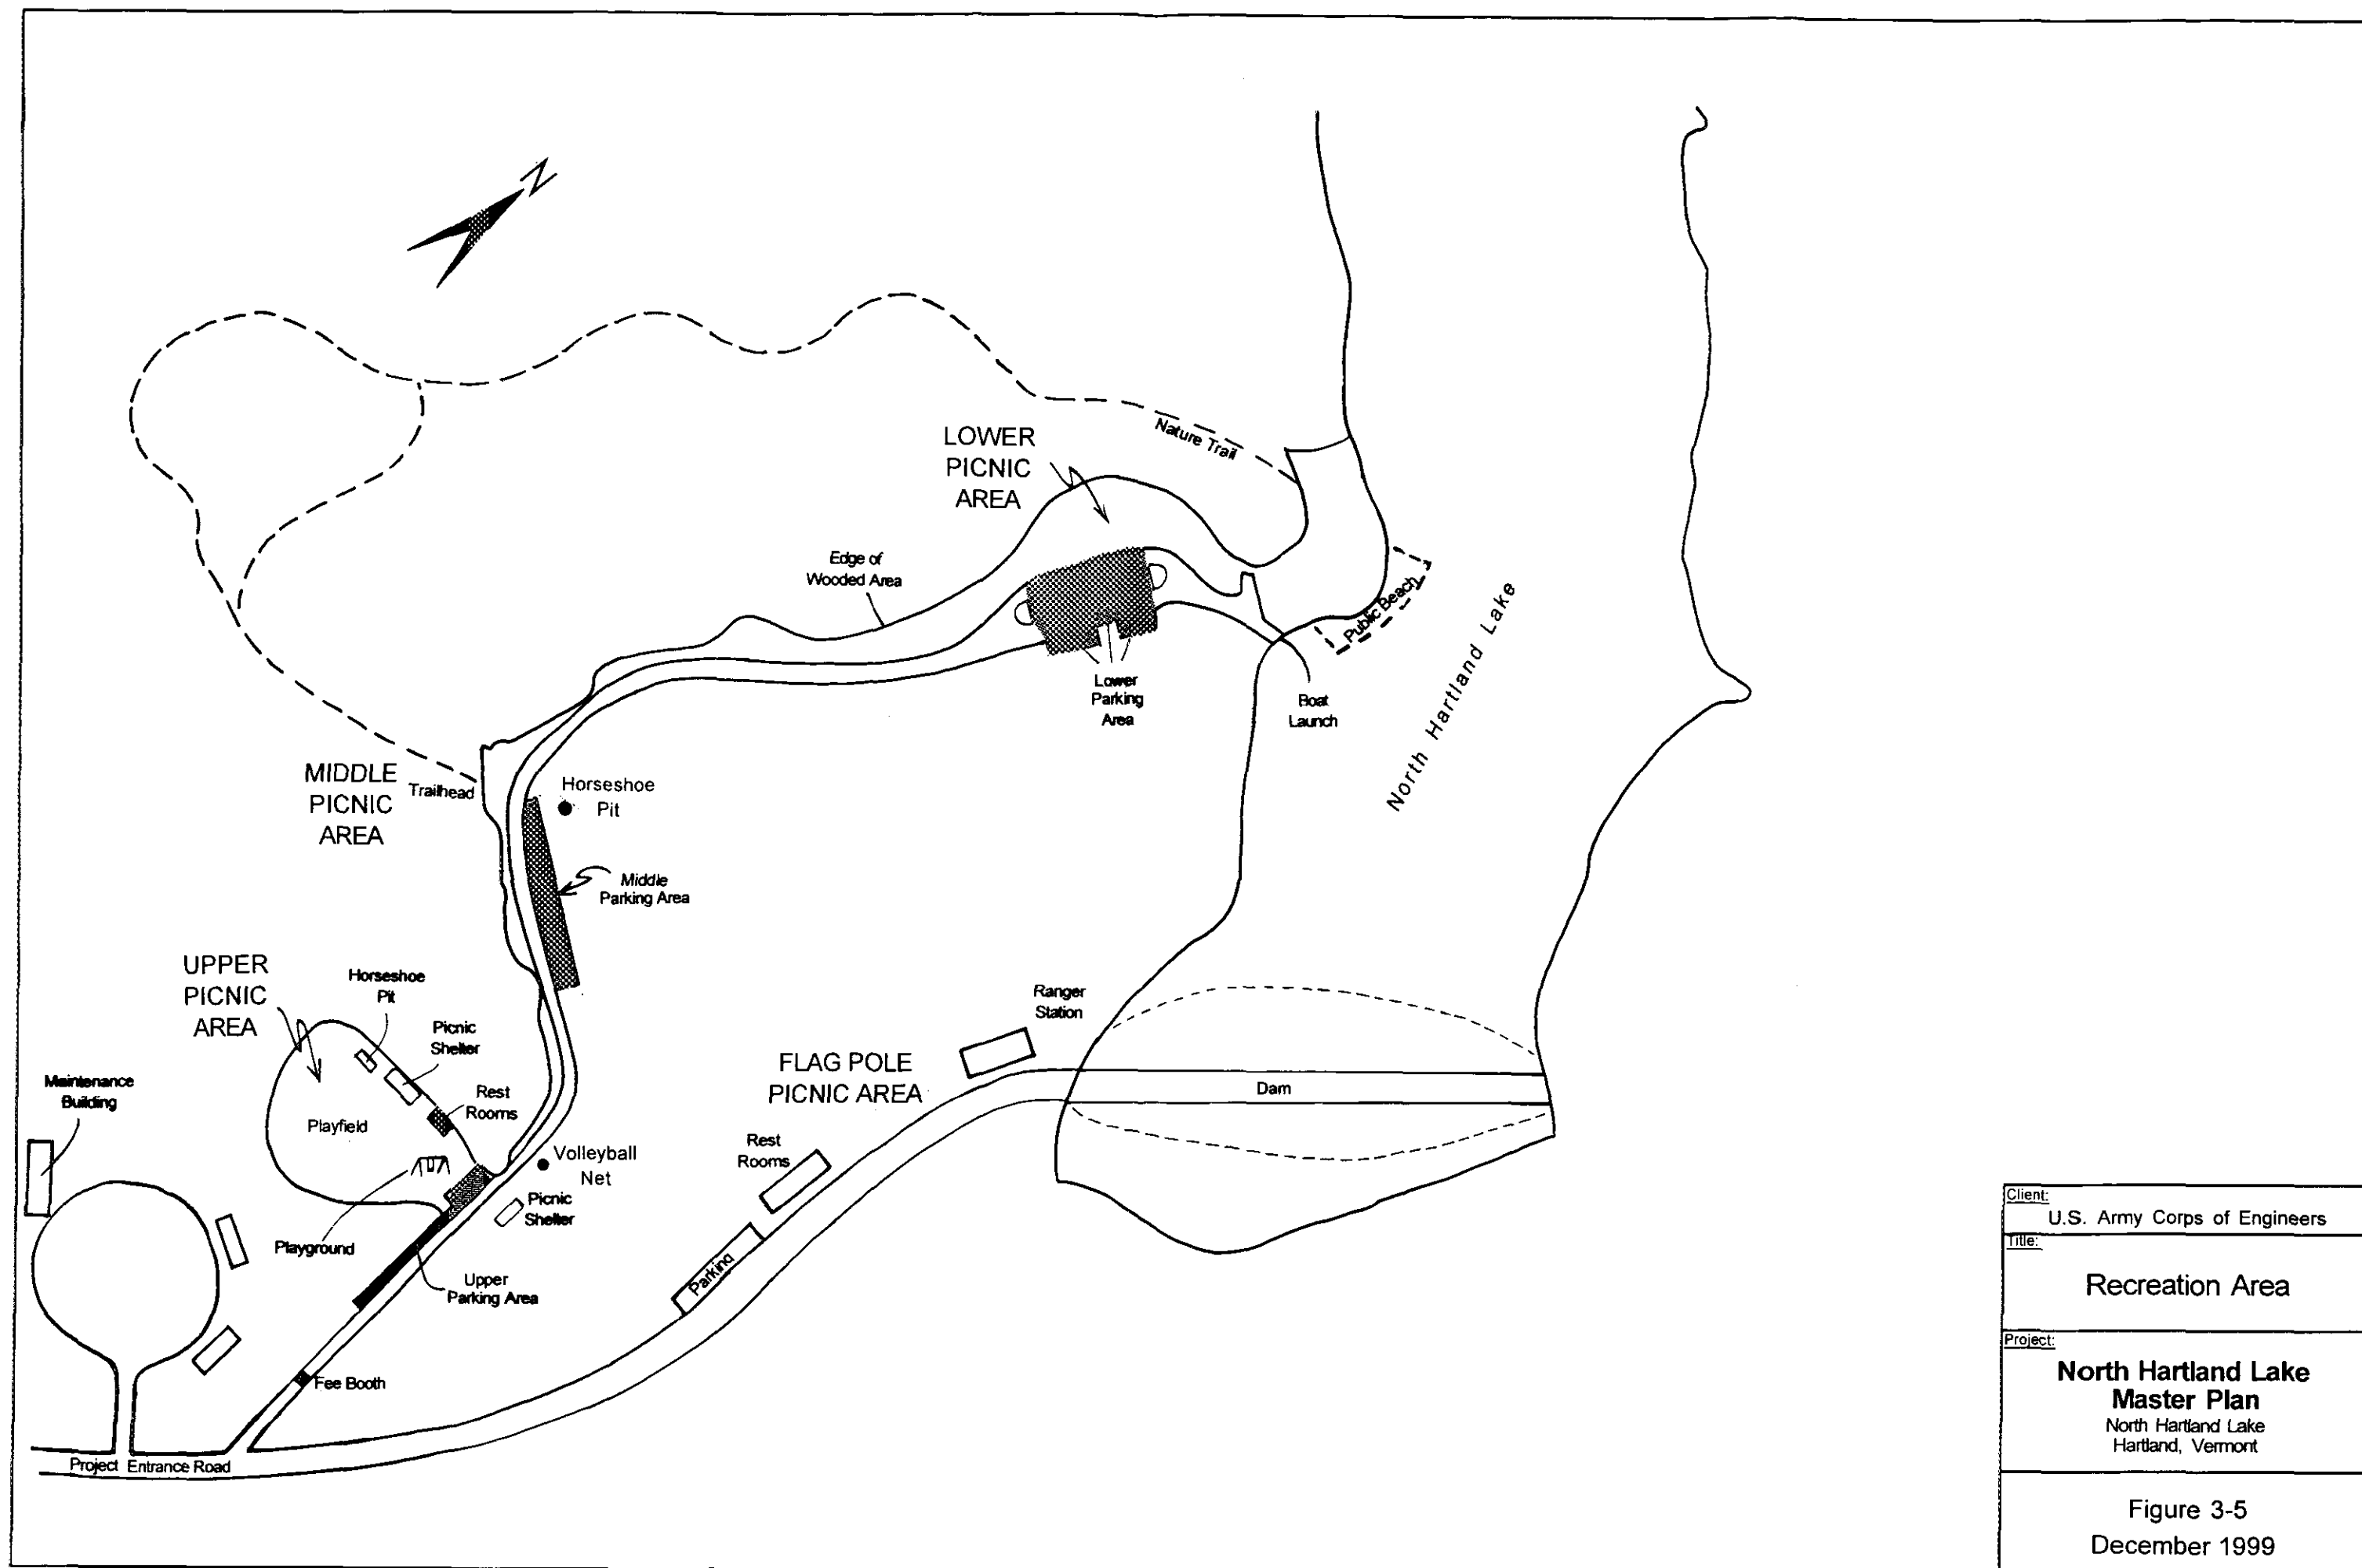 N
LOWER
PICNIC
AREA
Nature Trail
Edge of
Wooded Area
Public Beach
Lower
Parking
Area
Boat
Launch
North Hartland Lake
MIDDLE
PICNIC
AREA
Trailhead
Horseshoe
Pit
Middle
Parking Area
UPPER
PICNIC
AREA
Horseshoe
Pit
Picnic
Shelter
Rest
Rooms
Maintenance
Building
Playfield
Playground
Volleyball
Net
Picnic
Shelter
Upper
Parking Area
Fee Booth
Project Entrance Road
FLAG POLE
PICNIC AREA
Ranger
Station
Rest
Rooms
Parking
Dam
Client:
U.S. Army Corps of Engineers
Title:
Recreation Area
Project:
North Hartland Lake
Master Plan
North Hartland Lake
Hartland, Vermont
Figure 3-5
December 1999